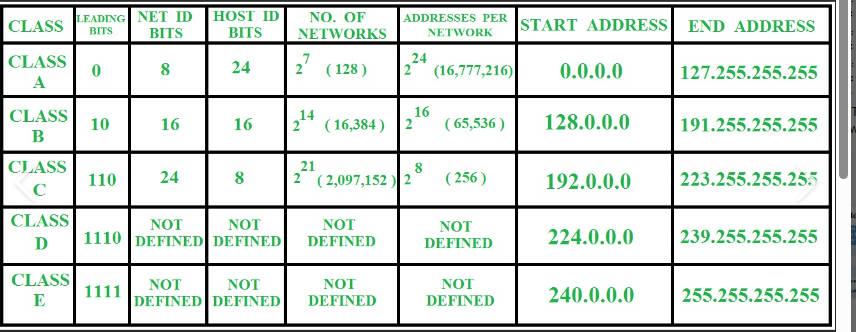 CLASS LEADING BITS NET ID BITS HOST ID BITS NO. OF NETWORKS ADDRESSES PER NETWORK START ADDRESS END ADDRESS
CLASS A 0 8 24 2^7 ( 128 ) 2^24 (16,777,216) 0.0.0.0 127.255.255.255
CLASS B 10 16 16 2^14 ( 16,384 ) 2^16 ( 65,536 ) 128.0.0.0 191.255.255.255
CLASS C 110 24 8 2^21 ( 2,097,152 ) 2^8 ( 256 ) 192.0.0.0 223.255.255.255
CLASS D 1110 NOT DEFINED NOT DEFINED NOT DEFINED NOT DEFINED 224.0.0.0 239.255.255.255
CLASS E 1111 NOT DEFINED NOT DEFINED NOT DEFINED NOT DEFINED 240.0.0.0 255.255.255.255